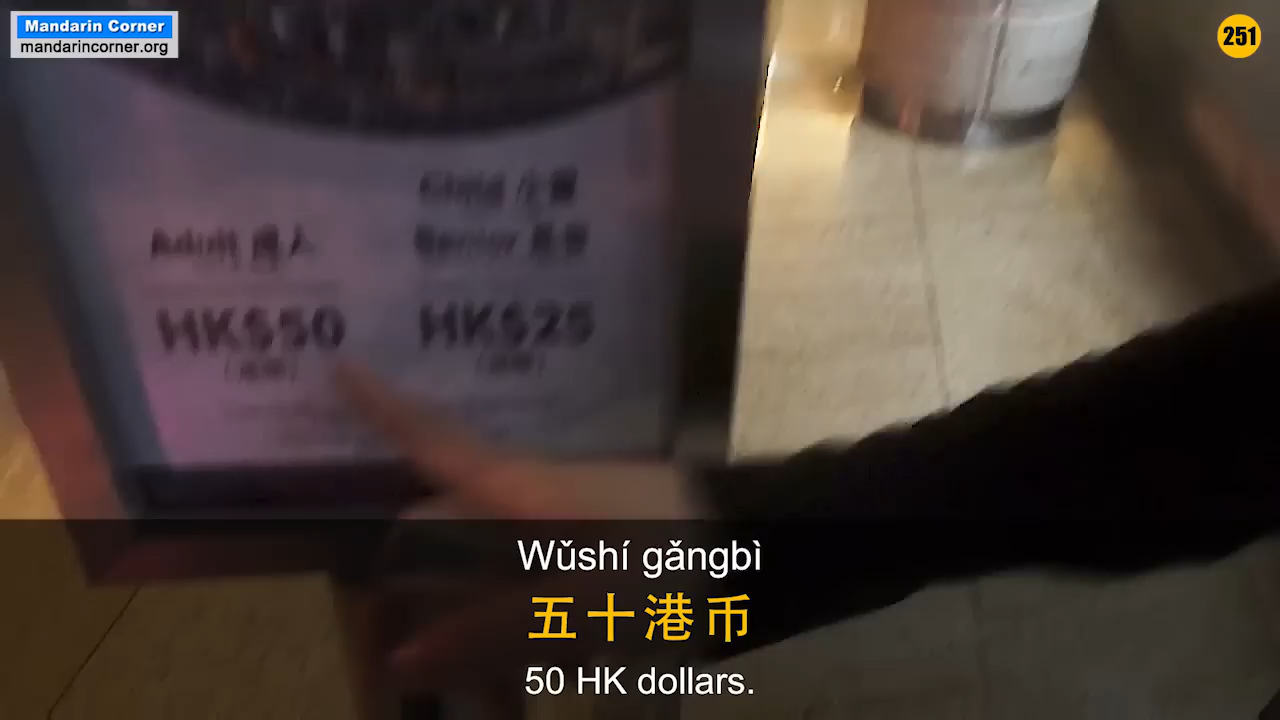 Mandarin Corner
mandarincorner.org
251
Child 小童
Adult 成人
Senior 長者
HK$50
HK$25
Wǔshí gǎngbì
五十港币
50 HK dollars.